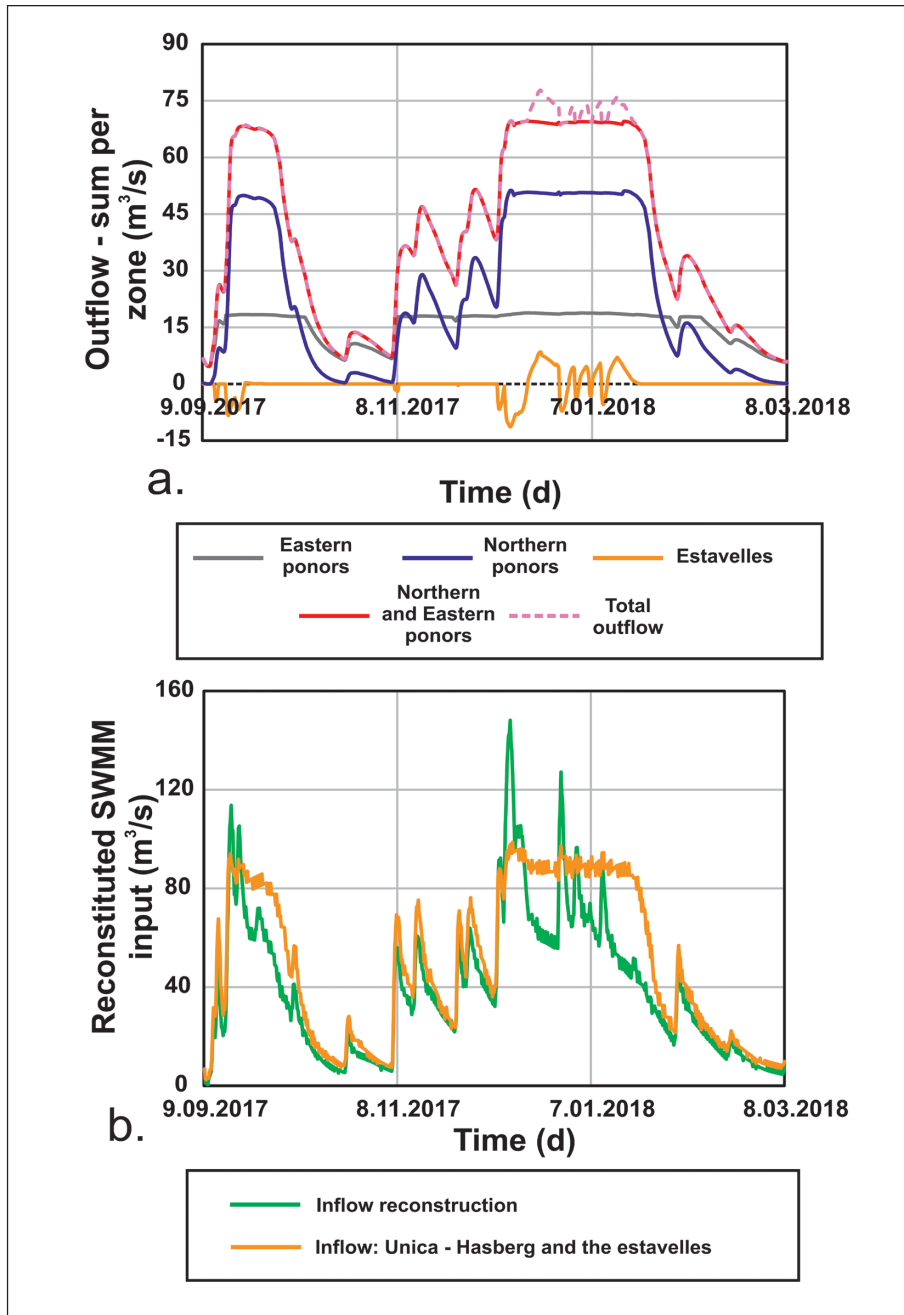 90
75
60
45
30
15
0
-15
Outflow - sum per
zone (m³/s)
9.09.2017
8.11.2017
7.01.2018
8.03.2018
a.
Time (d)
Eastern
ponors
Northern
ponors
Estavelles
Northern
and Eastern
ponors
Total
outflow
160
120
80
40
0
Reconstituted SWMM
input (m³/s)
9.09.2017
8.11.2017
7.01.2018
8.03.2018
b.
Time (d)
Inflow reconstruction
Inflow: Unica - Hasberg and the estavelles